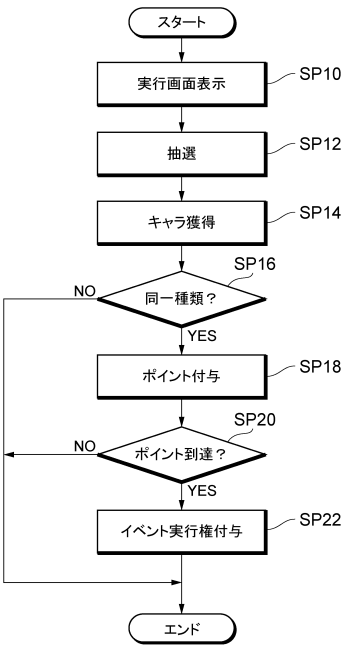 スタート
実行画面表示
SP10
抽選
SP12
キャラ獲得
SP14
SP16
同一種類？
NO
YES
ポイント付与
SP18
SP20
ポイント到達？
NO
YES
イベント実行権付与
SP22
エンド